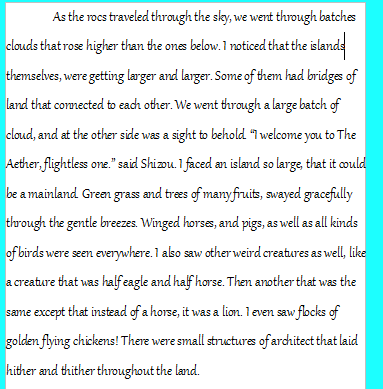 As the rocs traveled through the sky, we went through batches
clouds that rose higher than the ones below. I noticed that the islands
themselves, were getting larger and larger. Some of them had bridges of
land that connected to each other. We went through a large batch of
cloud, and at the other side was a sight to behold. “I welcome you to The
Aether, flightless one.” said Shizou. I faced an island so large, that it could
be a mainland. Green grass and trees of many fruits, swayed gracefully
through the gentle breezes. Winged horses, and pigs, as well as all kinds
of birds were seen everywhere. I also saw other weird creatures as well, like
a creature that was half eagle and half horse. Then another that was the
same except that instead of a horse, it was a lion. I even saw flocks of
golden flying chickens! There were small structures of architect that laid
hither and thither throughout the land.